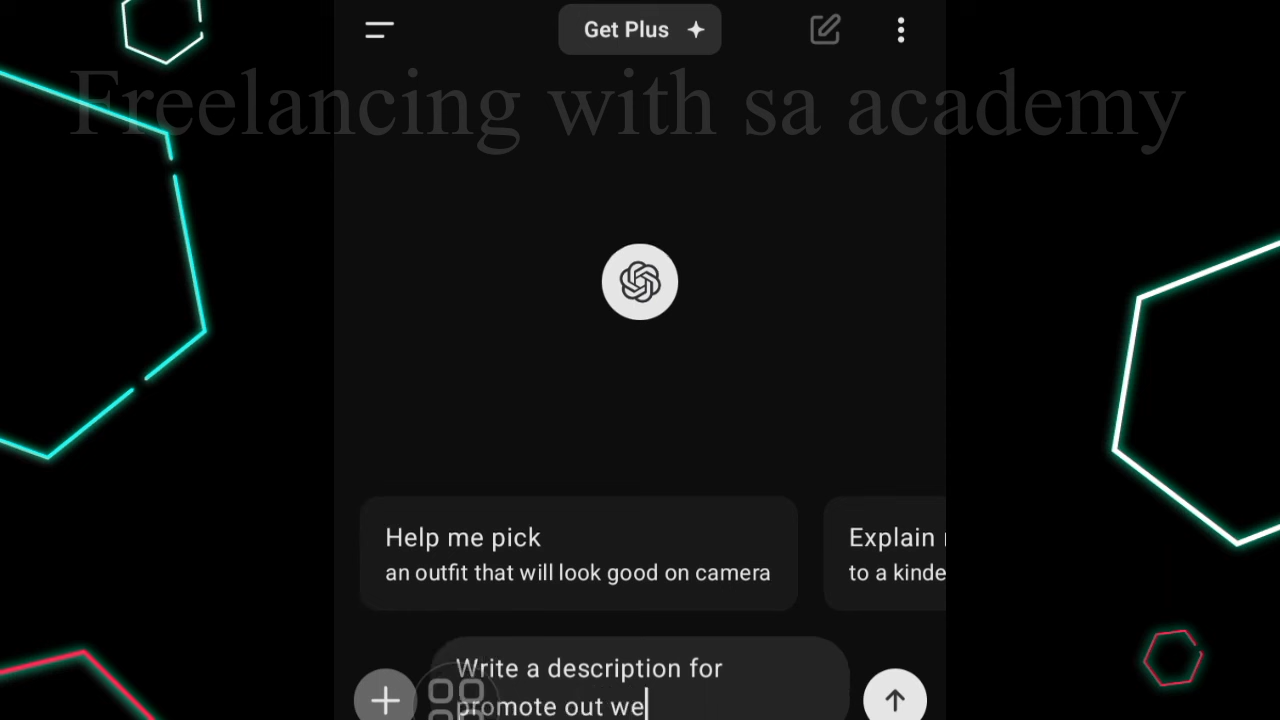 Get Plus
Freelancing with sa academy
Help me pick
an outfit that will look good on camera
Explain
to a kinde
Write a description for
promote out we